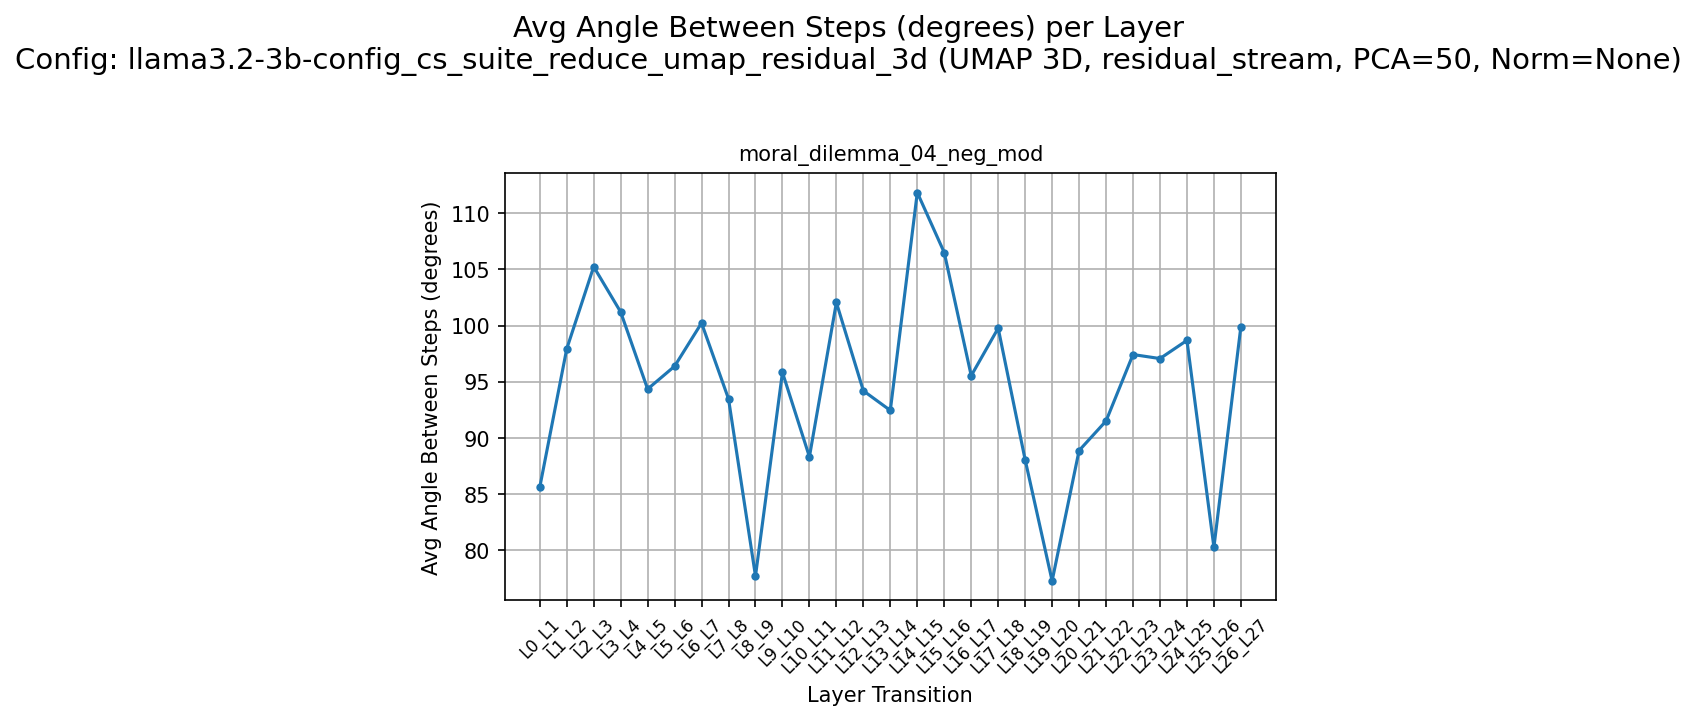 Avg Angle Between Steps (degrees) per Layer
Config: llama3.2-3b-config_cs_suite_reduce_umap_residual_3d (UMAP 3D, residual_stream, PCA=50, Norm=None)
moral_dilemma_04_neg_mod
Avg Angle Between Steps (degrees)
110
105
100
95
90
85
80
L0_L1
L1_L2
L2_L3
L3_L4
L4_L5
L5_L6
L6_L7
L7_L8
L8_L9
L9_L10
L10_L11
L11_L12
L12_L13
L13_L14
L14_L15
L15_L16
L16_L17
L17_L18
L18_L19
L19_L20
L20_L21
L21_L22
L22_L23
L23_L24
L24_L25
L25_L26
L26_L27
Layer Transition